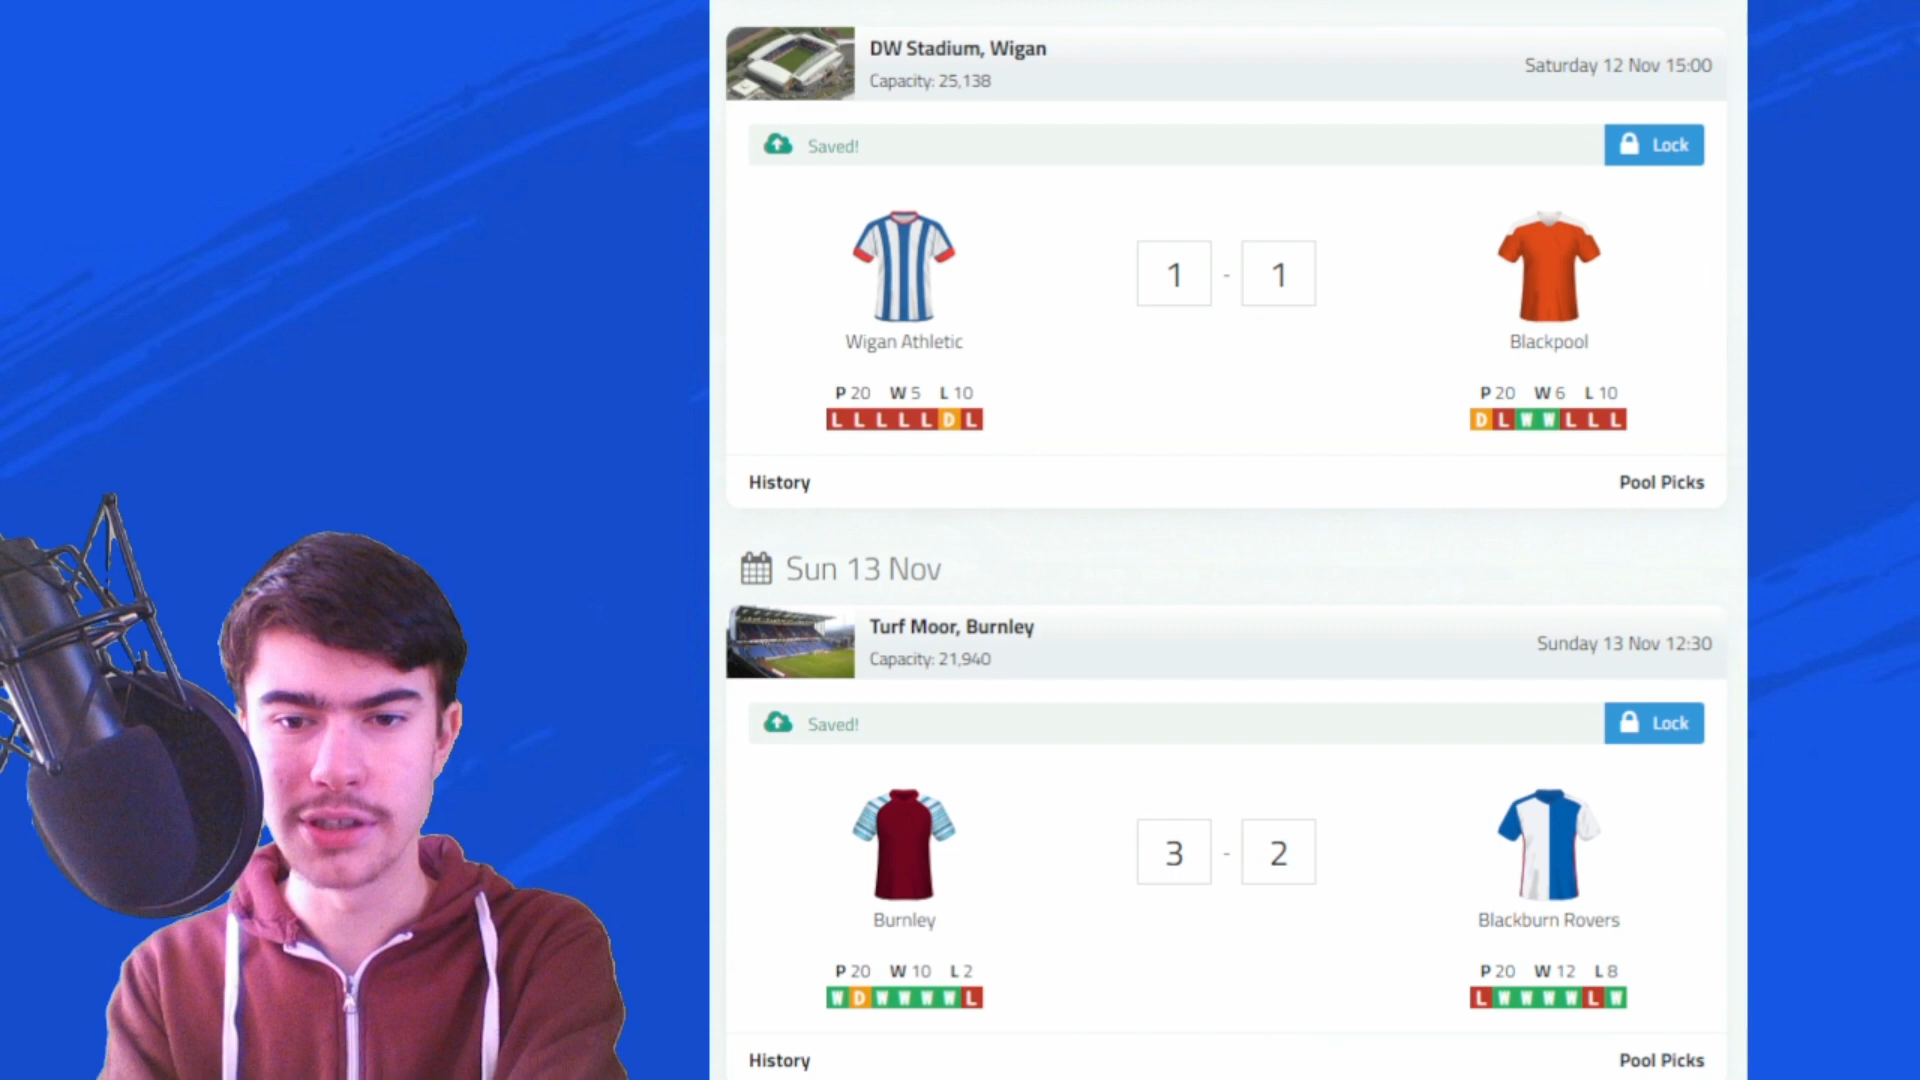 DW Stadium, Wigan
Capacity: 25,138
Saturday 12 Nov 15:00
Saved!
Lock
1 - 1
Wigan Athletic
Blackpool
P 20 W 5 L 10
P 20 W 6 L 10
L L L L L D L
D L W W L L L
History
Pool Picks
Sun 13 Nov
Turf Moor, Burnley
Capacity: 21,940
Sunday 13 Nov 12:30
Saved!
Lock
3 - 2
Burnley
Blackburn Rovers
P 20 W 10 L 2
P 20 W 12 L 8
W D W W W W L
L W W W W L W
History
Pool Picks